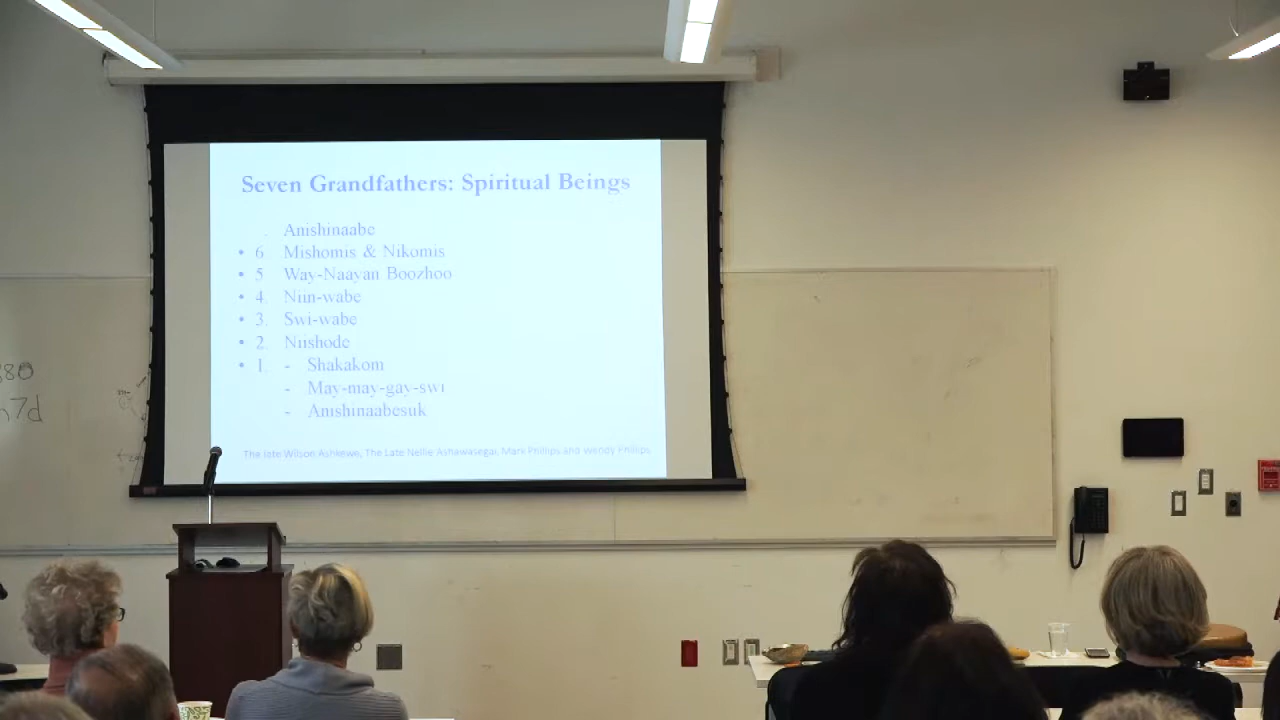 Seven Grandfathers: Spiritual Beings
. Anishinaabe
• 6. Mishomis & Nikomis
• 5 Way-Naayan Boozhoo
• 4. Niin-wabe
• 3. Swi-wabe
• 2. Niishode
• 1. - Shakakom
- May-may-gay-swi
- Anishinaabesuk
The late Wilson Ashkewe, The Late Nellie Ashawasegai, Mark Phillips and Wendy Phillips
880
h7d